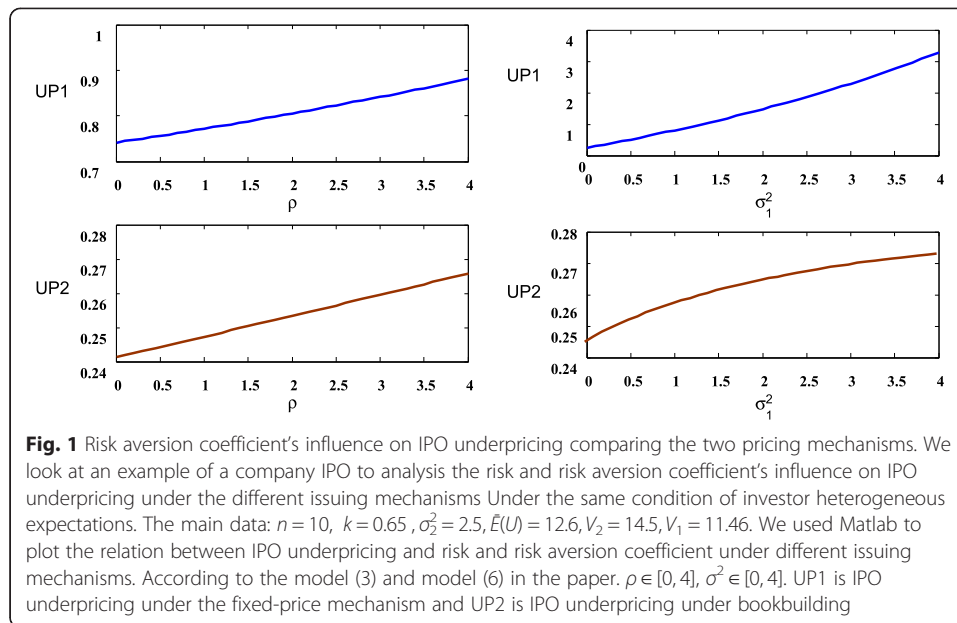 1
0.9
UP1
0.8
0.7
0 0.5 1 1.5 2 2.5 3 3.5 4
ρ
4
UP1
3
2
1
0
0 0.5 1 1.5 2 2.5 3 3.5 4
σ₁²
0.28
0.27
UP2
0.26
0.25
0.24
0 0.5 1 1.5 2 2.5 3 3.5 4
ρ
0.28
0.27
UP2
0.26
0.25
0.24
0 0.5 1 1.5 2 2.5 3 3.5 4
σ₁²
Fig. 1 Risk aversion coefficient's influence on IPO underpricing comparing the two pricing mechanisms. We
look at an example of a company IPO to analysis the risk and risk aversion coefficient's influence on IPO
underpricing under the different issuing mechanisms Under the same condition of investor heterogeneous
expectations. The main data: n = 10, k = 0.65 , σ₂² = 2.5, Ē(U) = 12.6, V₂ = 14.5, V₁ = 11.46. We used Matlab to
plot the relation between IPO underpricing and risk and risk aversion coefficient under different issuing
mechanisms. According to the model (3) and model (6) in the paper. ρ ∈ [0, 4], σ² ∈ [0, 4]. UP1 is IPO
underpricing under the fixed-price mechanism and UP2 is IPO underpricing under bookbuilding